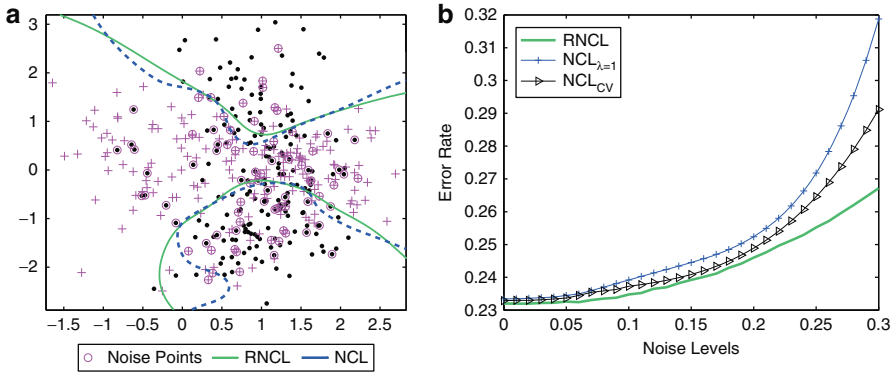 a
3
2
1
0
−1
−2
−1.5 −1 −0.5 0 0.5 1 1.5 2 2.5
Noise Points RNCL NCL
b
0.32
0.31
0.3
0.29
0.28
0.27
0.26
0.25
0.24
0.23
Error Rate
RNCL
NCLλ=1
NCLCV
0 0.05 0.1 0.15 0.2 0.25 0.3
Noise Levels